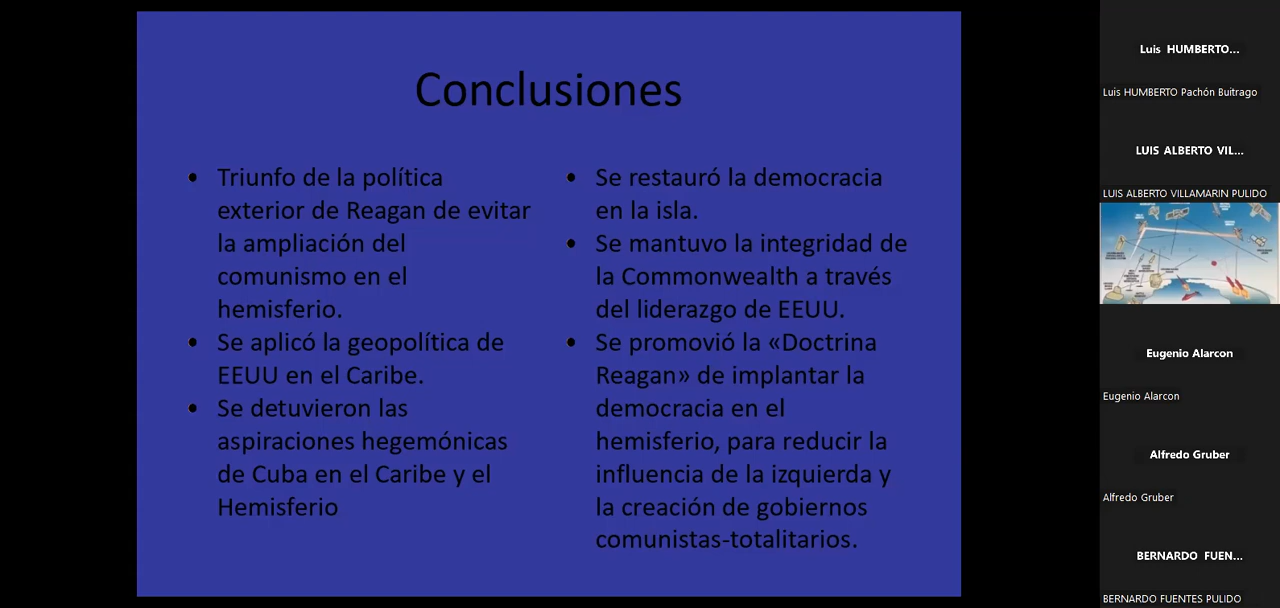 Conclusiones
• Triunfo de la política
exterior de Reagan de evitar
la ampliación del
comunismo en el
hemisferio.
• Se aplicó la geopolítica de
EEUU en el Caribe.
• Se detuvieron las
aspiraciones hegemónicas
de Cuba en el Caribe y el
Hemisferio
• Se restauró la democracia
en la isla.
• Se mantuvo la integridad de
la Commonwealth a través
del liderazgo de EEUU.
• Se promovió la «Doctrina
Reagan» de implantar la
democracia en el
hemisferio, para reducir la
influencia de la izquierda y
la creación de gobiernos
comunistas-totalitarios.
Luis HUMBERTO...
Luis HUMBERTO Pachón Buitrago
LUIS ALBERTO VIL...
LUIS ALBERTO VILLAMARIN PULIDO
Eugenio Alarcon
Eugenio Alarcon
Alfredo Gruber
Alfredo Gruber
BERNARDO FUEN...
BERNARDO FUENTES PULIDO